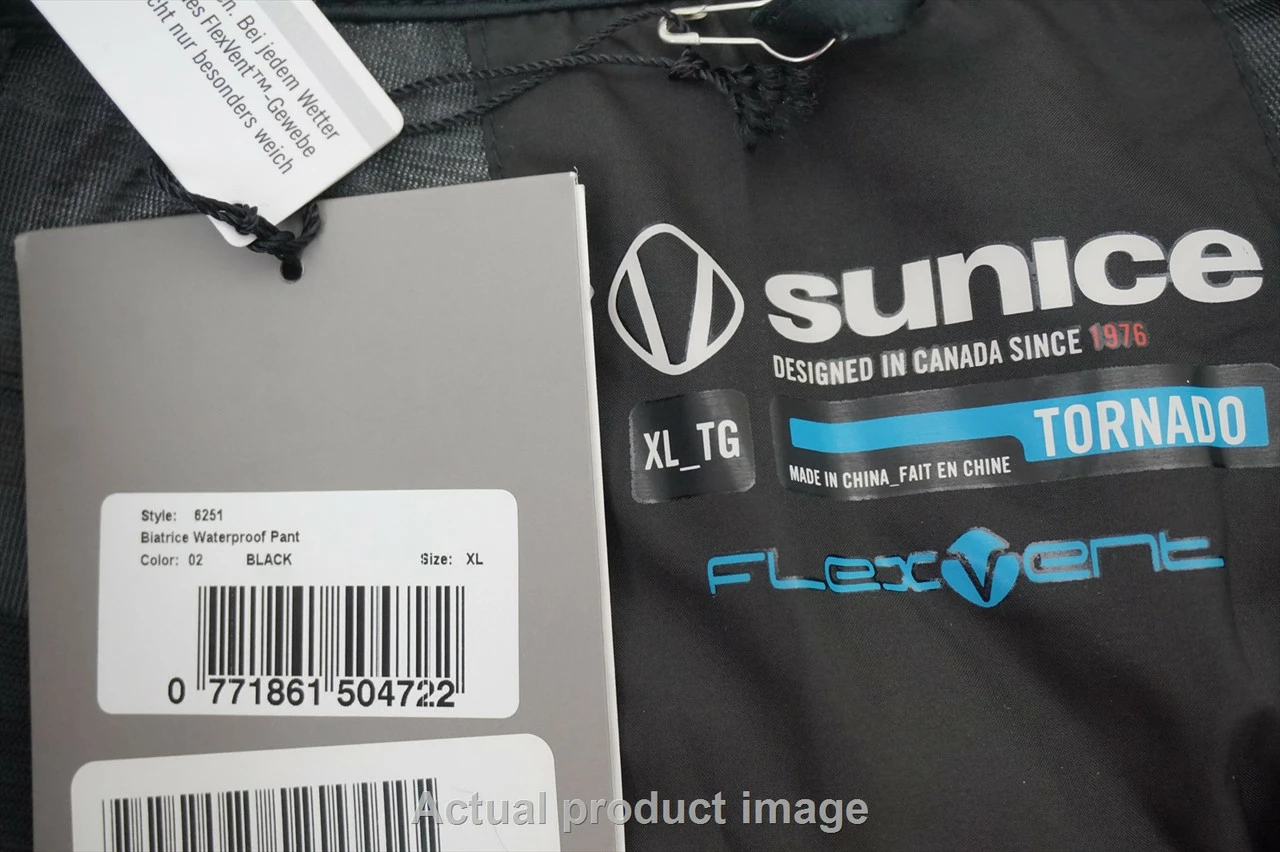 en. Bei jedem Wetter
es FlexVent™-Gewebe
cht nur besonders weich
sunice
DESIGNED IN CANADA SINCE 1976
XL_TG
TORNADO
MADE IN CHINA_FAIT EN CHINE
FLexVent
Style: 6251
Biatrice Waterproof Pant
Color: 02 BLACK Size: XL
0 771861 504722
Actual product image